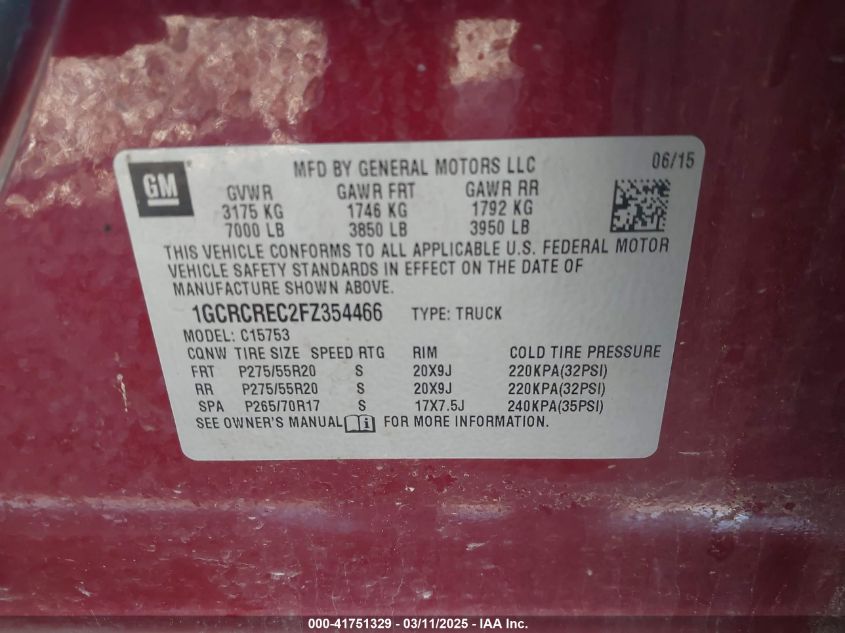 GM
MFD BY GENERAL MOTORS LLC 06/15
GVWR GAWR FRT GAWR RR
3175 KG 1746 KG 1792 KG
7000 LB 3850 LB 3950 LB
THIS VEHICLE CONFORMS TO ALL APPLICABLE U.S. FEDERAL MOTOR
VEHICLE SAFETY STANDARDS IN EFFECT ON THE DATE OF
MANUFACTURE SHOWN ABOVE.
1GCRCREC2FZ354466 TYPE: TRUCK
MODEL: C15753
CQNW TIRE SIZE SPEED RTG RIM COLD TIRE PRESSURE
FRT P275/55R20 S 20X9J 220KPA(32PSI)
RR P275/55R20 S 20X9J 220KPA(32PSI)
SPA P265/70R17 S 17X7.5J 240KPA(35PSI)
SEE OWNER'S MANUAL i FOR MORE INFORMATION.
000-41751329 - 03/11/2025 - IAA Inc.